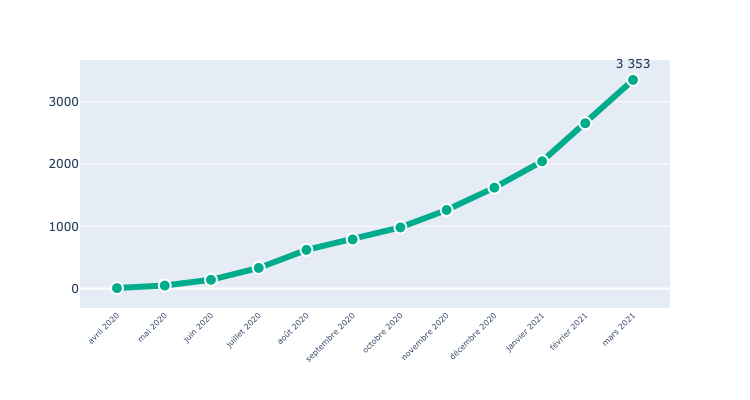 3 353
3000
2000
1000
0
avril 2020
mai 2020
juin 2020
juillet 2020
août 2020
septembre 2020
octobre 2020
novembre 2020
décembre 2020
janvier 2021
février 2021
mars 2021